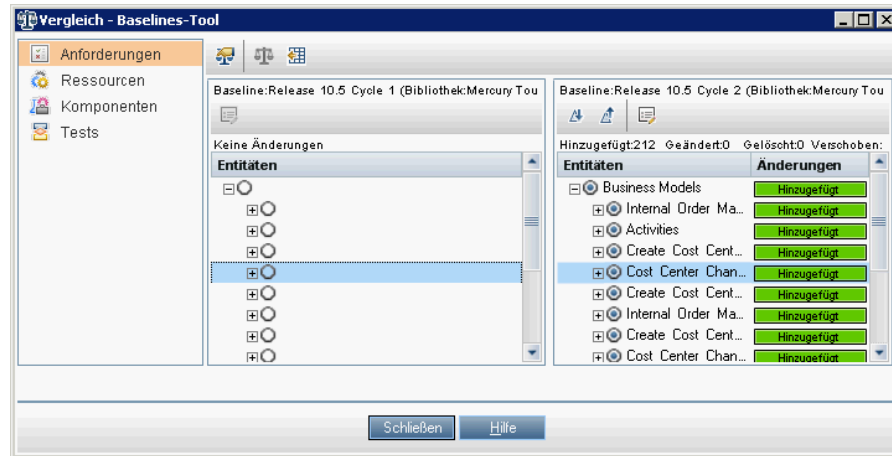 Vergleich - Baselines-Tool
Anforderungen
Ressourcen
Komponenten
Tests
Baseline:Release 10.5 Cycle 1 (Bibliothek:Mercury Tou
Keine Änderungen
Entitäten
Baseline:Release 10.5 Cycle 2 (Bibliothek:Mercury Tou
Hinzugefügt:212 Geändert:0 Gelöscht:0 Verschoben:
Entitäten Änderungen
Business Models Hinzugefügt
Internal Order Ma... Hinzugefügt
Activities Hinzugefügt
Create Cost Cent... Hinzugefügt
Cost Center Chan... Hinzugefügt
Create Cost Cent... Hinzugefügt
Internal Order Ma... Hinzugefügt
Create Cost Cent... Hinzugefügt
Cost Center Chan... Hinzugefügt
Schließen Hilfe